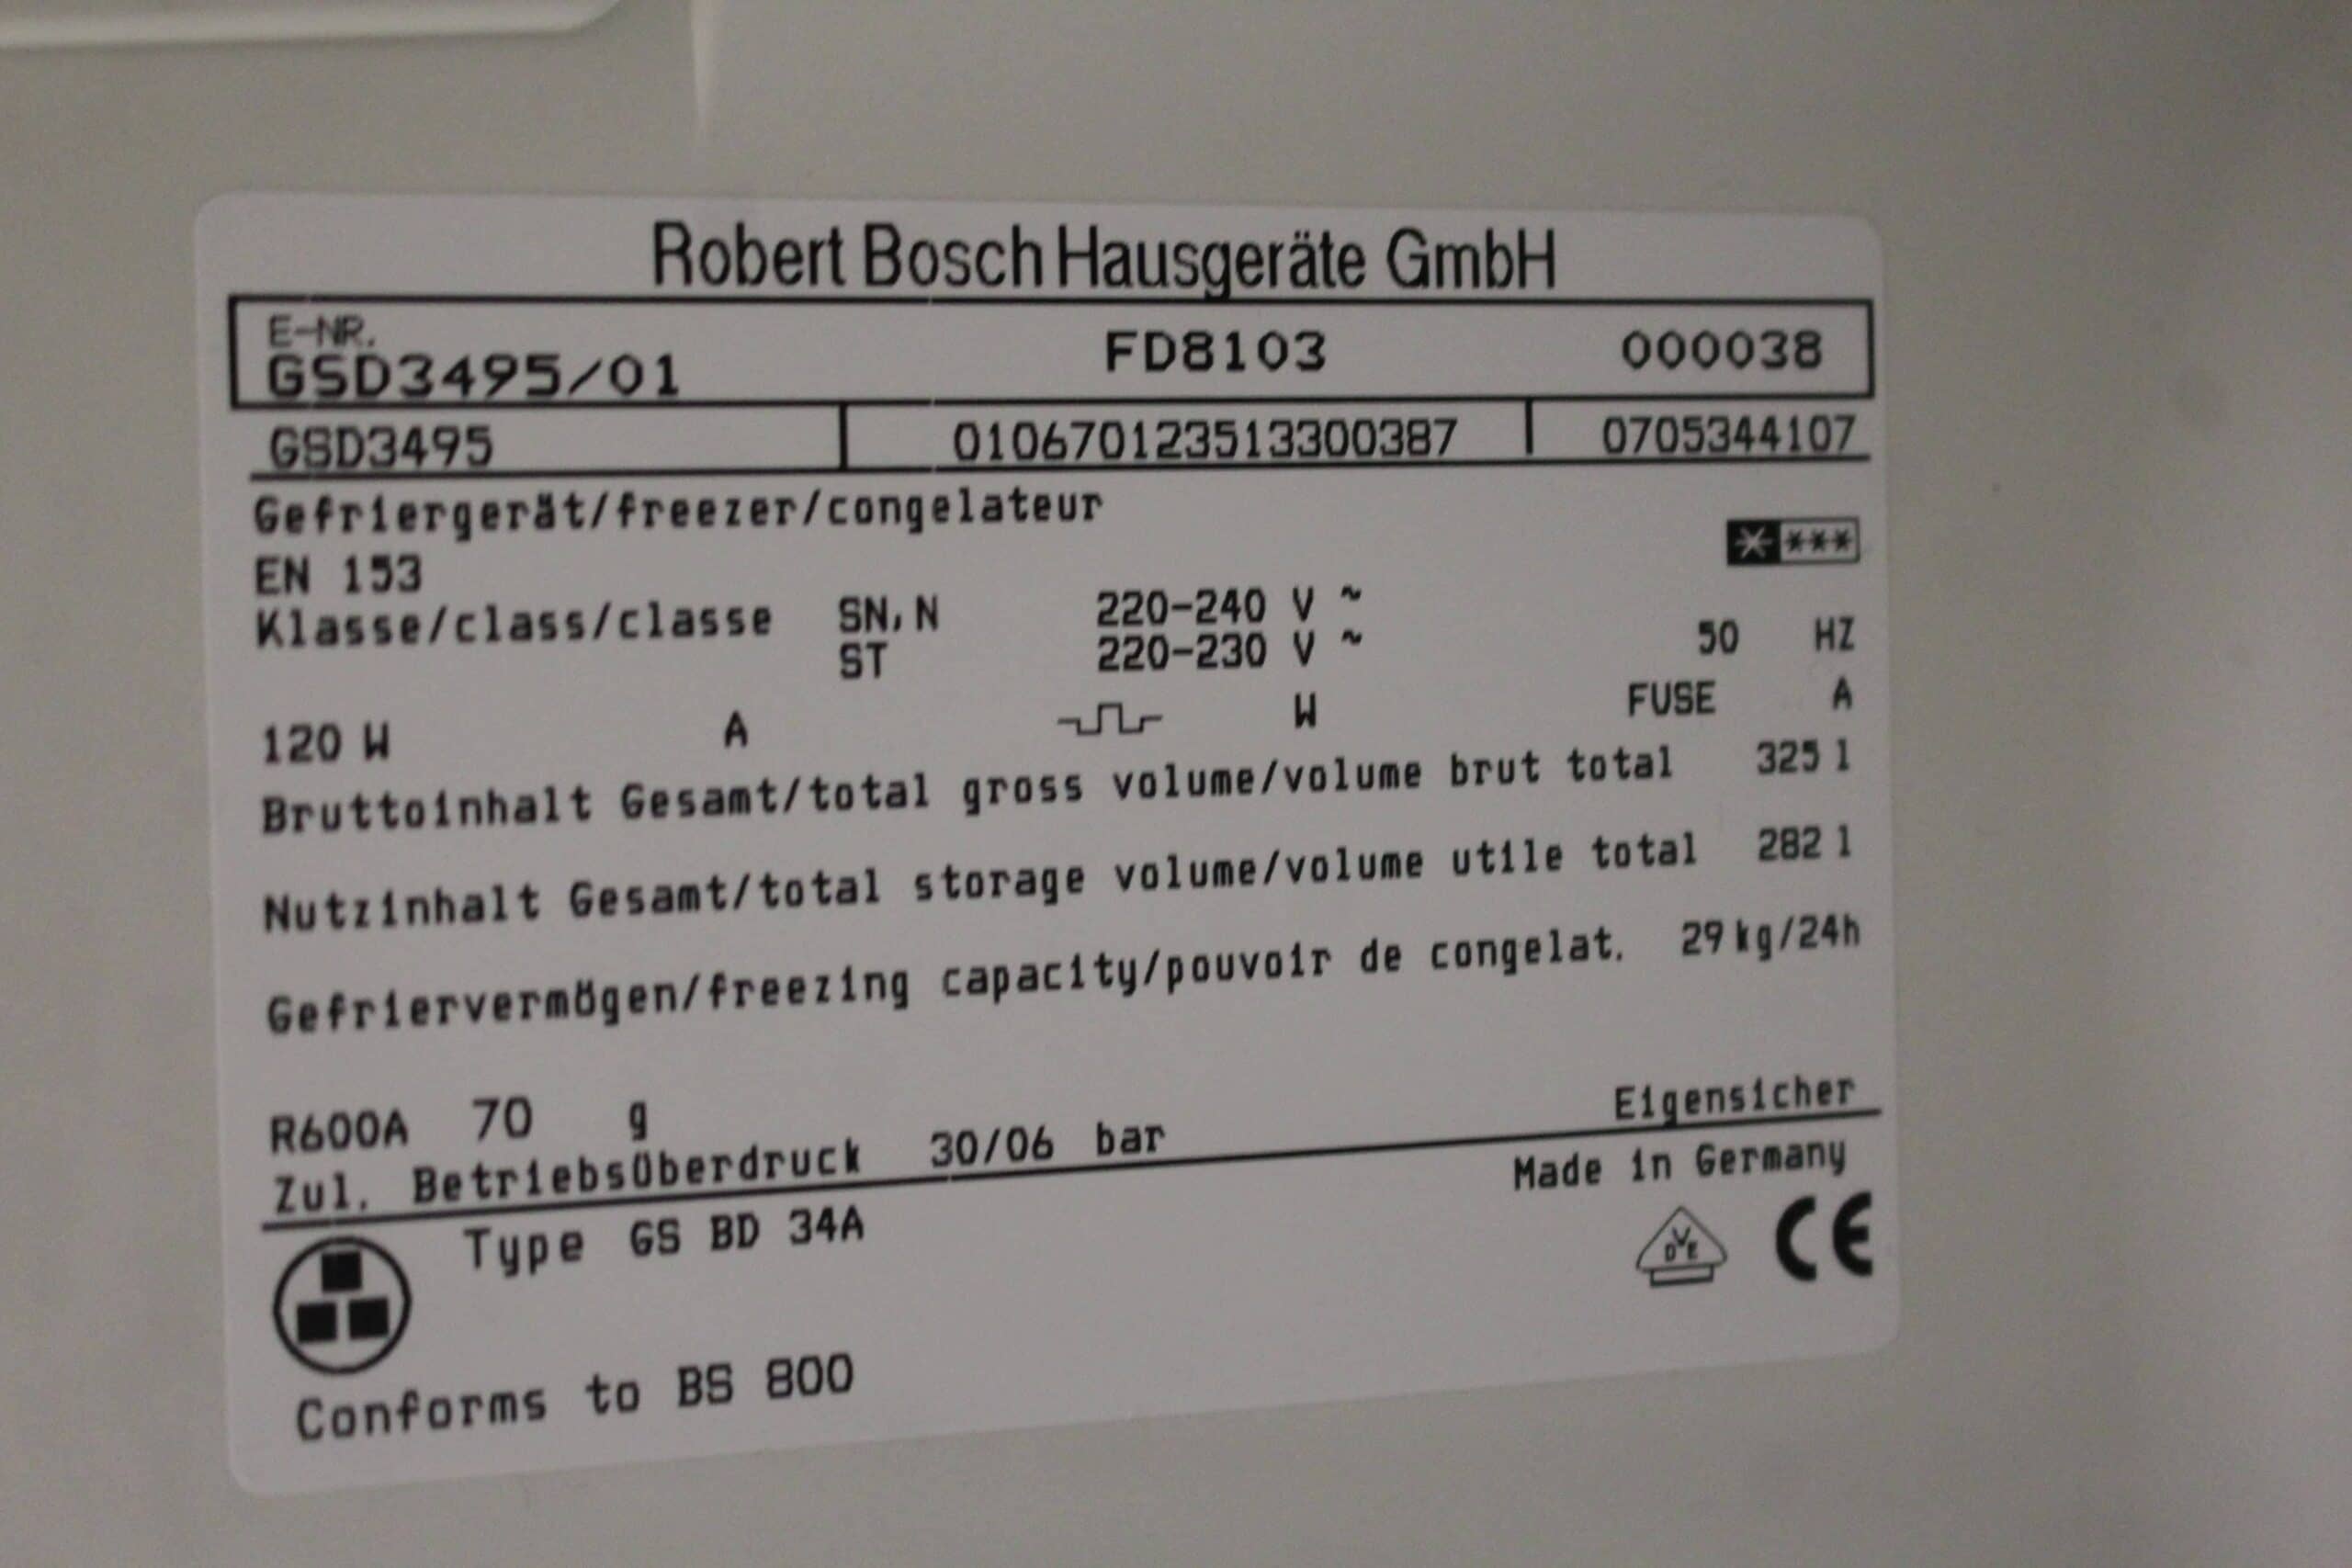 Robert Bosch Hausgeräte GmbH
E-NR.
GSD3495/01 FD8103 000038
GSD3495 010670123513300387 0705344107
Gefriergerät/freezer/congelateur
****
EN 153
Klasse/class/classe SN,N 220-240 V ~
ST 220-230 V ~ 50 HZ
120 W A W FUSE A
Bruttoinhalt Gesamt/total gross volume/volume brut total 325 l
Nutzinhalt Gesamt/total storage volume/volume utile total 282 l
Gefriervermögen/freezing capacity/pouvoir de congelat. 29 kg/24h
R600A 70 g Eigensicher
Zul. Betriebsüberdruck 30/06 bar
Made in Germany
Type GS BD 34A
DVE CE
Conforms to BS 800